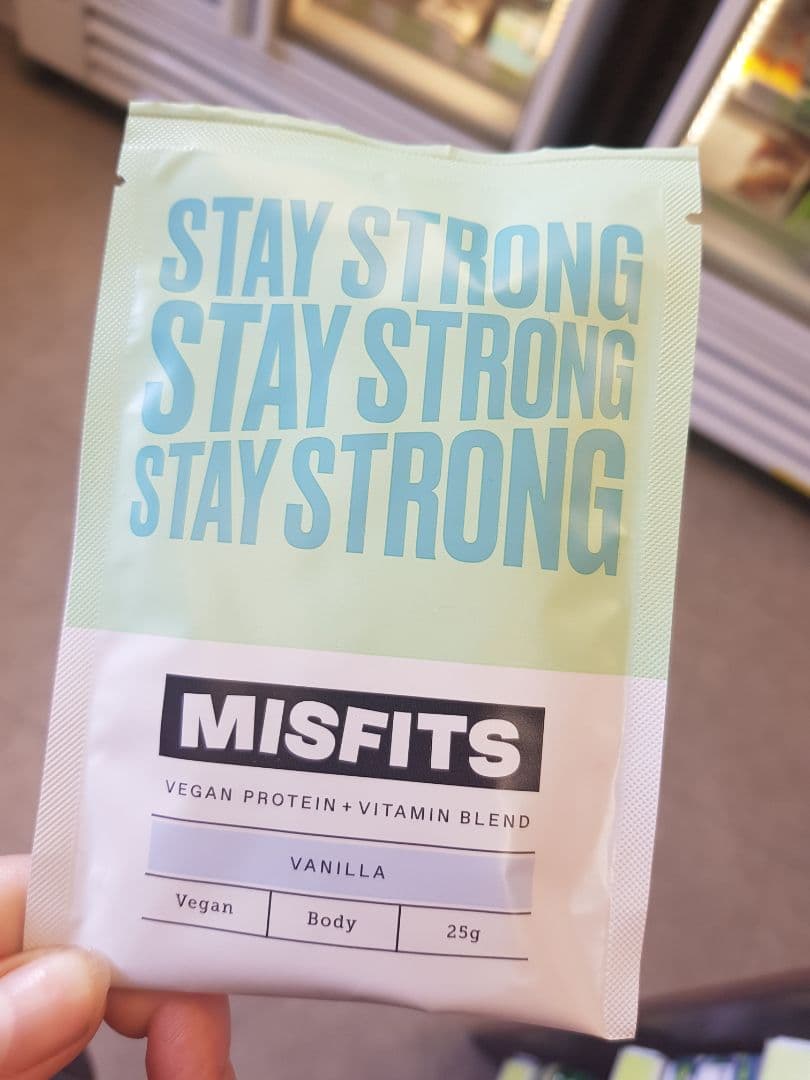 STAY STRONG
STAY STRONG
STAY STRONG
MISFITS
VEGAN PROTEIN + VITAMIN BLEND
VANILLA
Vegan Body 25g